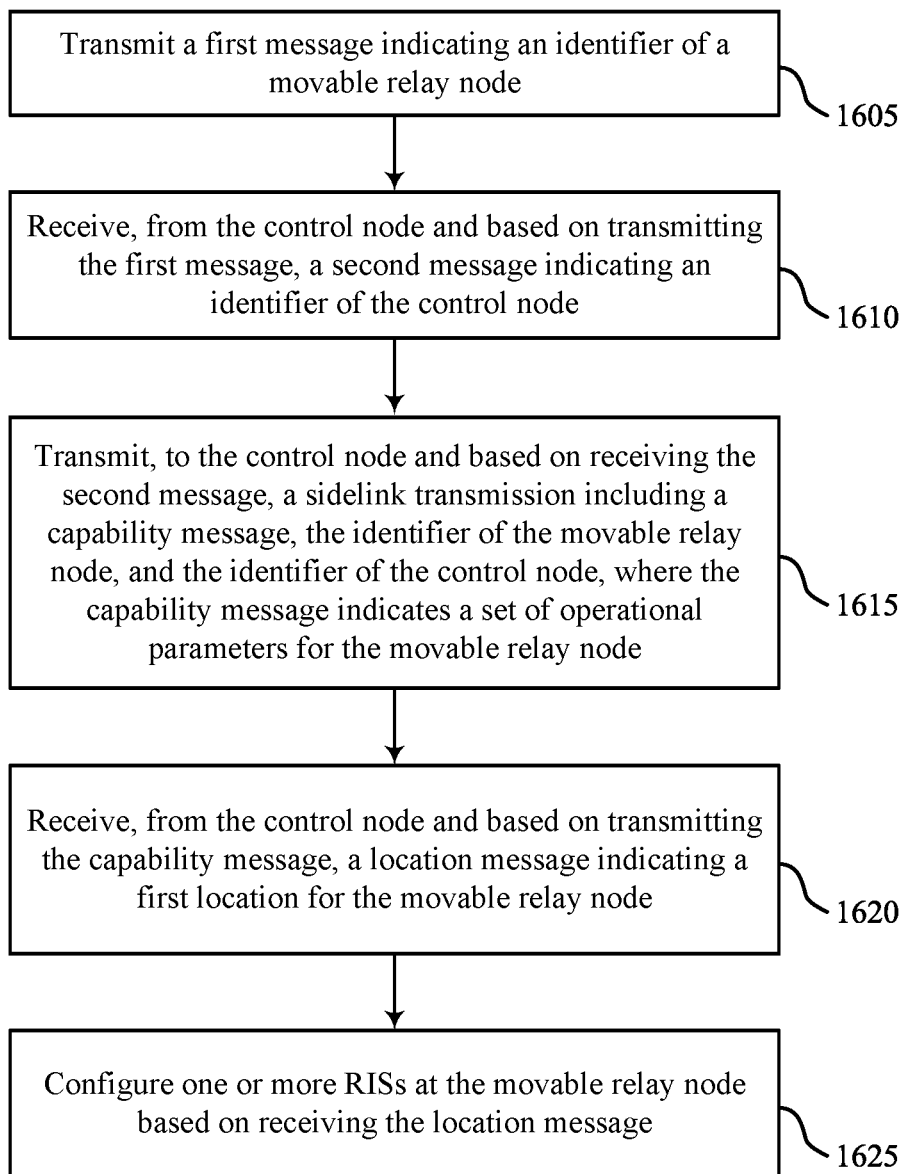 Transmit a first message indicating an identifier of a
movable relay node
1605
Receive, from the control node and based on transmitting
the first message, a second message indicating an
identifier of the control node
1610
Transmit, to the control node and based on receiving the
second message, a sidelink transmission including a
capability message, the identifier of the movable relay
node, and the identifier of the control node, where the
capability message indicates a set of operational
parameters for the movable relay node
1615
Receive, from the control node and based on transmitting
the capability message, a location message indicating a
first location for the movable relay node
1620
Configure one or more RISs at the movable relay node
based on receiving the location message
1625